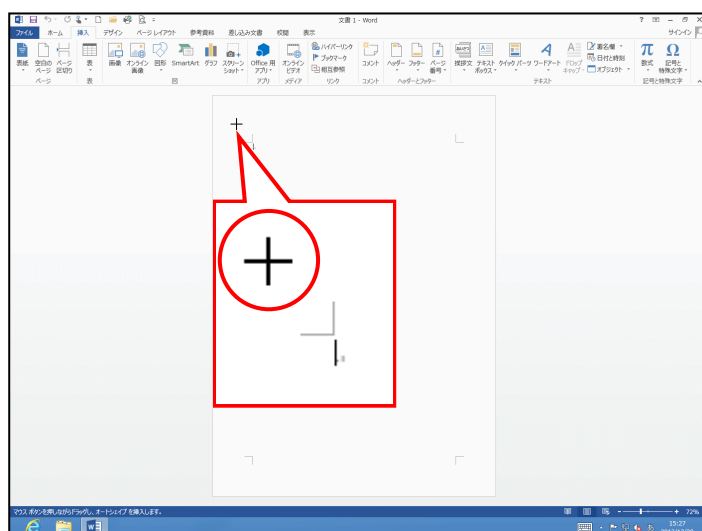 文書 1 - Word
ファイル ホーム 挿入 デザイン ページ レイアウト 参考資料 差し込み文書 校閲 表示 サインイン
表紙 空白のページ ページ区切り 表 画像 オンライン画像 図形 SmartArt グラフ スクリーンショット Office 用アプリ オンラインビデオ ハイパーリンク ブックマーク 相互参照 コメント ヘッダー フッター ページ番号 挨拶文 テキストボックス クイック パーツ ワードアート ドロップキャップ 署名欄 日付と時刻 オブジェクト 数式 記号と特殊文字
ページ 表 図 アプリ メディア リンク コメント ヘッダーとフッター テキスト 記号と特殊文字
マウス ボタンを押しながらドラッグし、オートシェイプ を挿入します。 72%
15:27